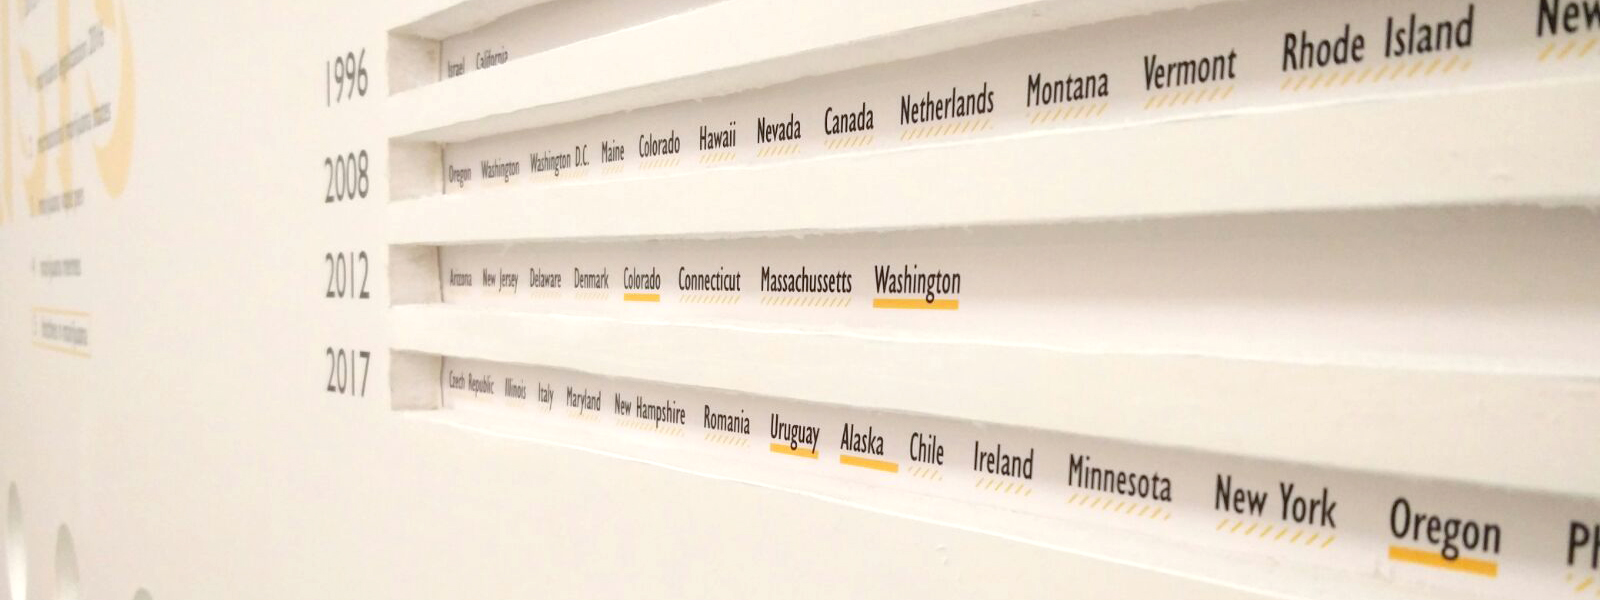 1996 Israel California
2008 Oregon Washington Washington D.C. Maine Colorado Hawaii Nevada Canada Netherlands Montana Vermont Rhode Island New
2012 Arizona New Jersey Delaware Denmark Colorado Connecticut Massachussetts Washington
2017 Czech Republic Illinois Italy Maryland New Hampshire Romania Uruguay Alaska Chile Ireland Minnesota New York Oregon